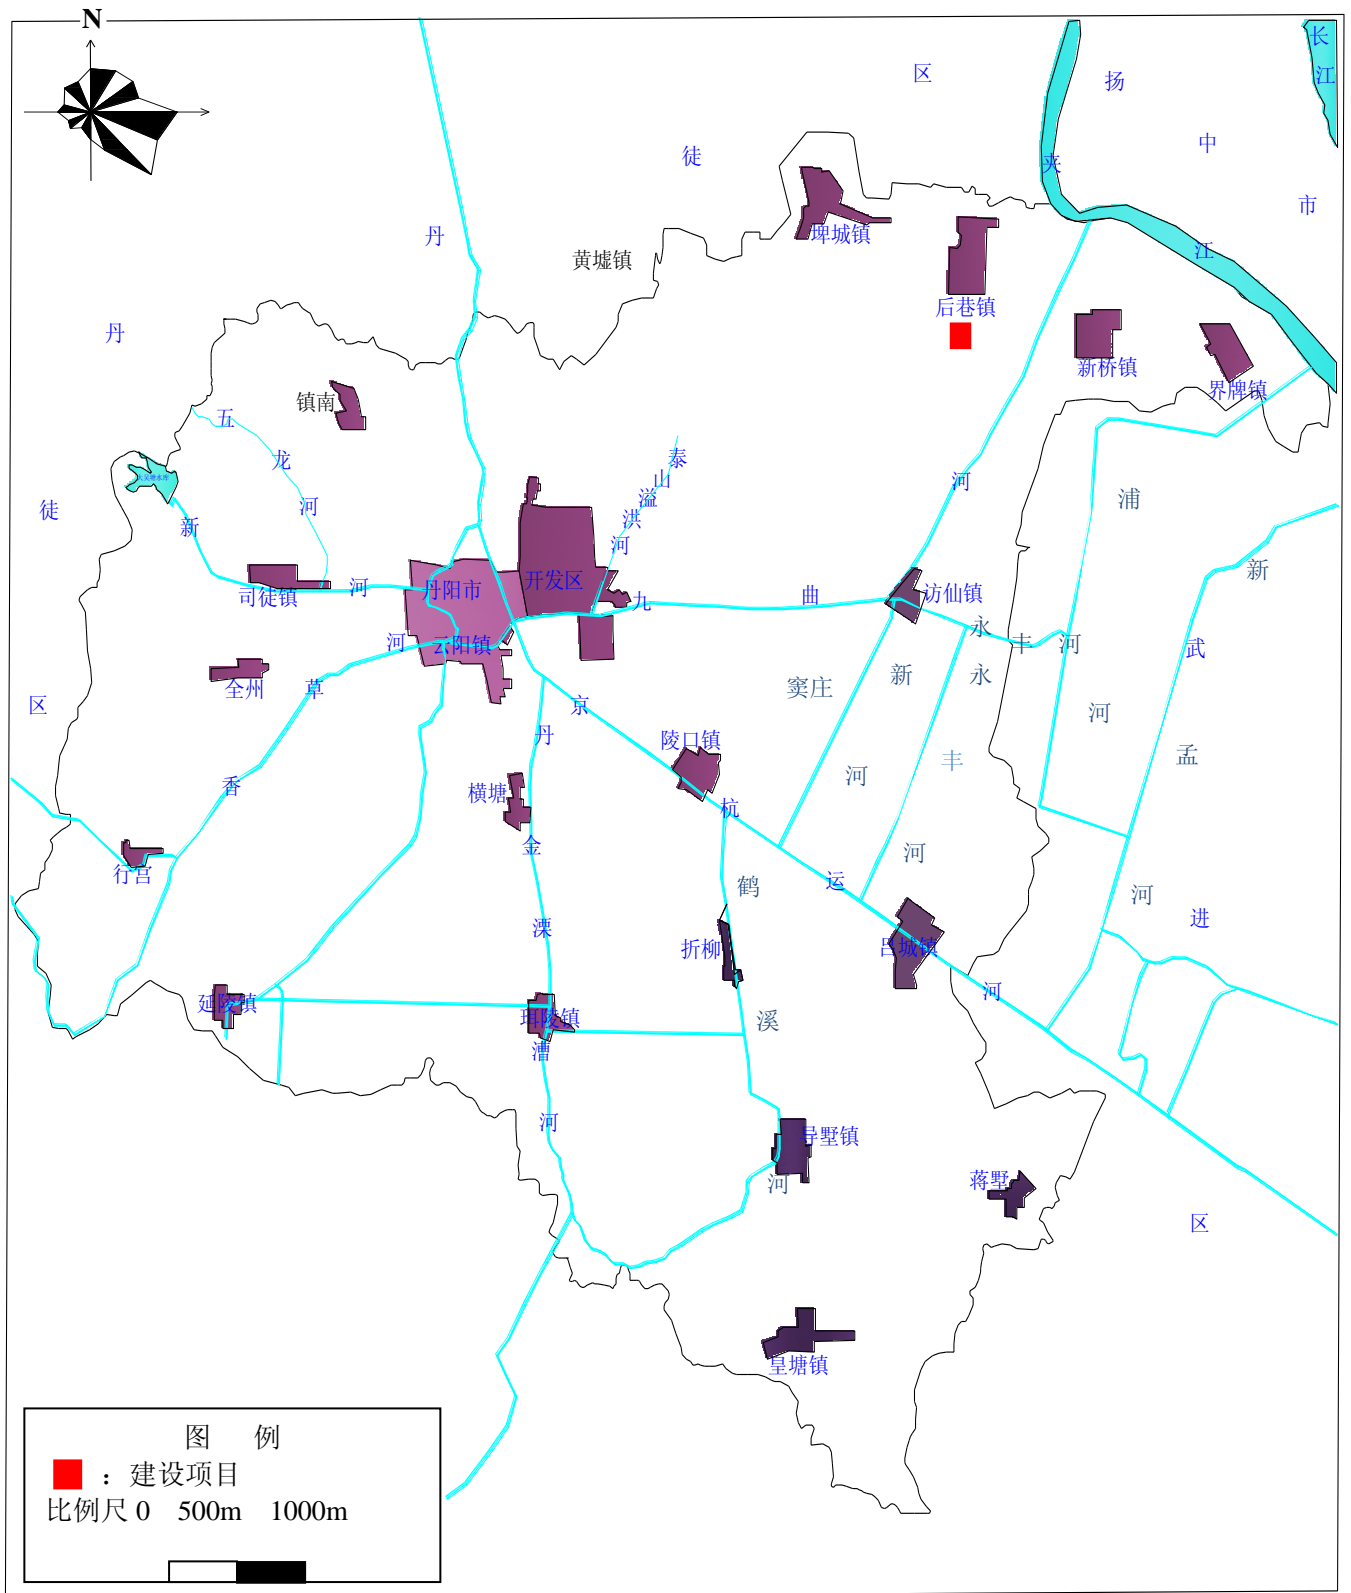 N
长江
扬中市
夹江
丹徒区
丹徒区
黄墟镇
埤城镇
后巷镇
新桥镇
界牌镇
镇南
五龙河
新河
司徒镇
丹阳市
开发区
云阳镇
泰山溢洪河
九曲河
访仙镇
永丰河
浦河
新孟河
武进区
全州
香草河
京杭运河
丹金溧漕河
陵口镇
窦庄
新河
永丰河
横塘
行宫
鹤溪河
折柳
吕城镇
延陵镇
珥陵镇
导墅镇
蒋墅
皇塘镇
图 例
：建设项目
比例尺 0 500m 1000m